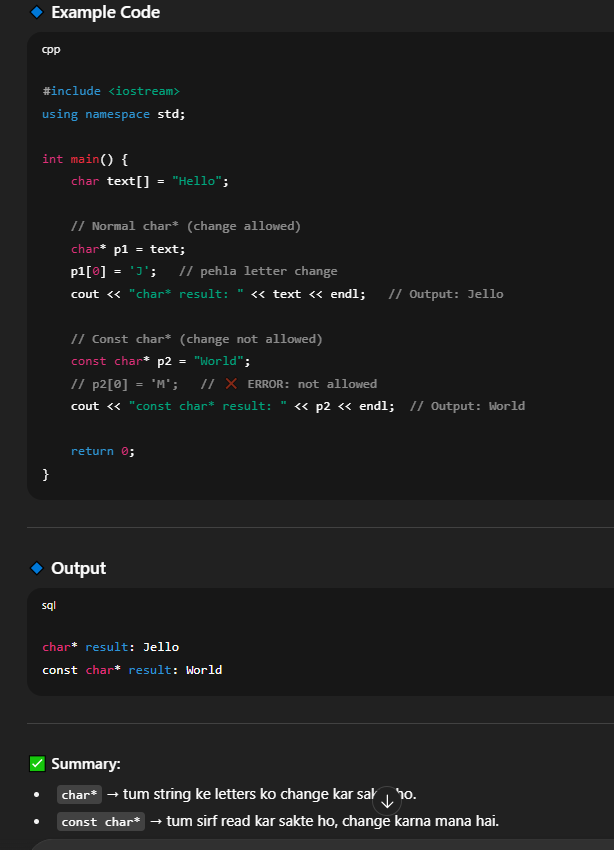 Example Code
cpp
#include <iostream>
using namespace std;
int main() {
char text[] = "Hello";
// Normal char* (change allowed)
char* p1 = text;
p1[0] = 'J'; // pehla letter change
cout << "char* result: " << text << endl; // Output: Jello
// Const char* (change not allowed)
const char* p2 = "World";
// p2[0] = 'M'; // ❌ ERROR: not allowed
cout << "const char* result: " << p2 << endl; // Output: World
return 0;
}
Output
sql
char* result: Jello
const char* result: World
✅ Summary:
• char* → tum string ke letters ko change kar ho.
• const char* → tum sirf read kar sakte ho, change karna mana hai.